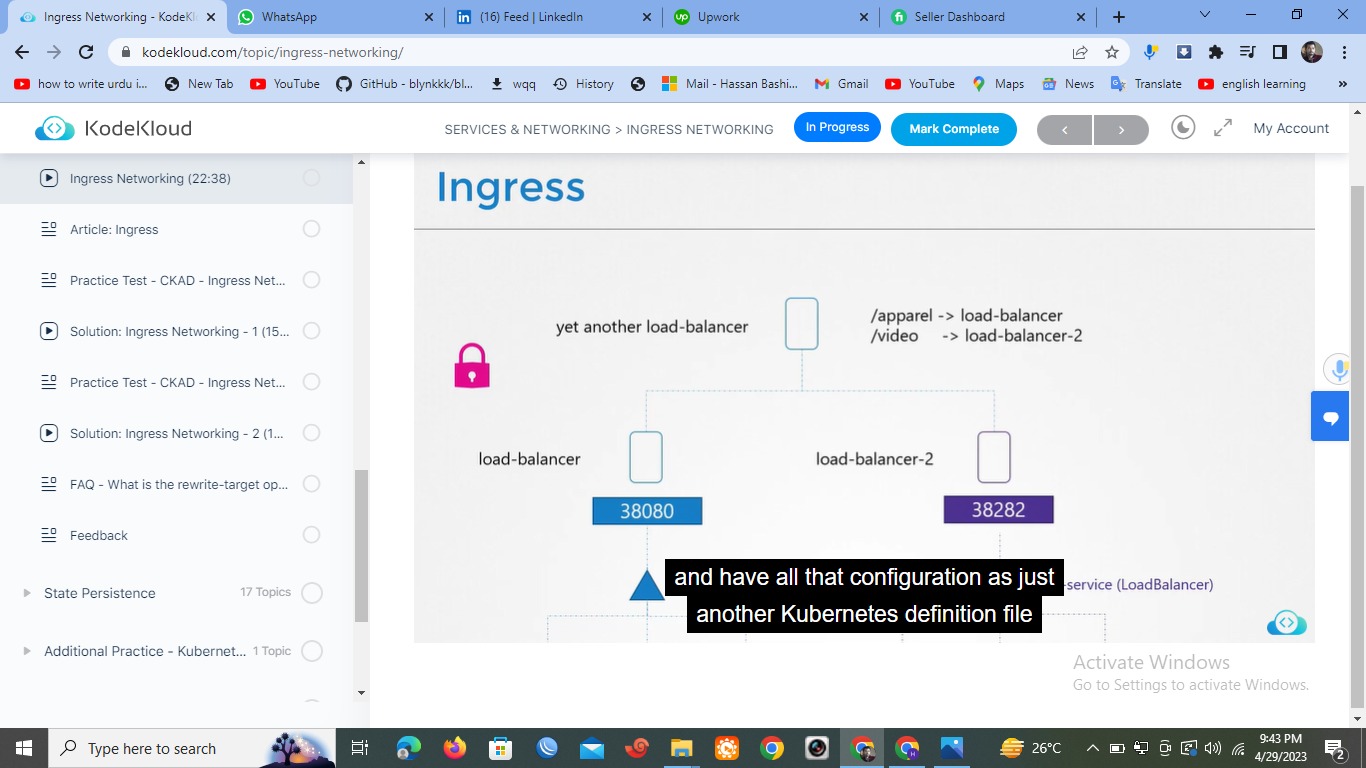 Ingress Networking - KodeKl
WhatsApp
(16) Feed | LinkedIn
Upwork
Seller Dashboard
kodekloud.com/topic/ingress-networking/
how to write urdu i...
New Tab
YouTube
GitHub - blynkkk/bl...
wqq
History
Mail - Hassan Bashi...
Gmail
YouTube
Maps
News
Translate
english learning
»
KodeKloud
SERVICES & NETWORKING > INGRESS NETWORKING
In Progress
Mark Complete
My Account
Ingress Networking (22:38)
Article: Ingress
Practice Test - CKAD - Ingress Net...
Solution: Ingress Networking - 1 (15...
Practice Test - CKAD - Ingress Net...
Solution: Ingress Networking - 2 (1...
FAQ - What is the rewrite-target op...
Feedback
State Persistence
17 Topics
Additional Practice - Kubernet...
1 Topic
Ingress
yet another load-balancer
/apparel -> load-balancer
/video -> load-balancer-2
load-balancer
load-balancer-2
38080
38282
-service (LoadBalancer)
and have all that configuration as just
another Kubernetes definition file
Activate Windows
Go to Settings to activate Windows.
Type here to search
26°C
9:43 PM
4/29/2023
2